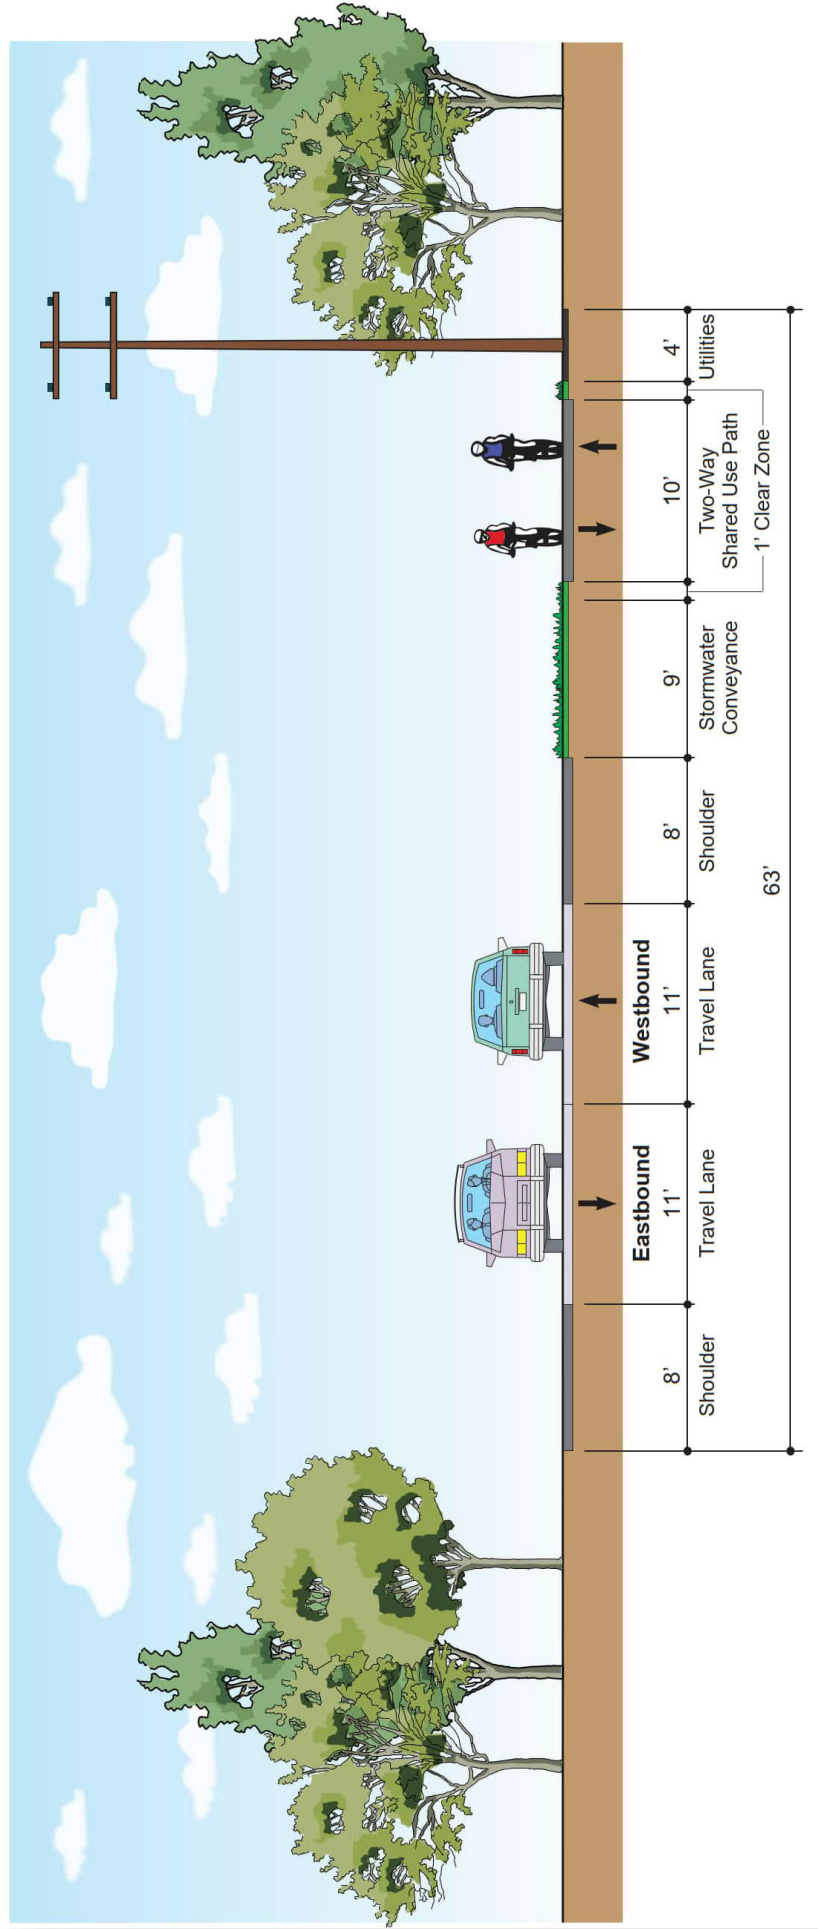 Eastbound
Westbound
8'
11'
11'
8'
9'
10'
4'
Shoulder
Travel Lane
Travel Lane
Shoulder
Stormwater
Conveyance
Two-Way
Shared Use Path
Utilities
1' Clear Zone
63'